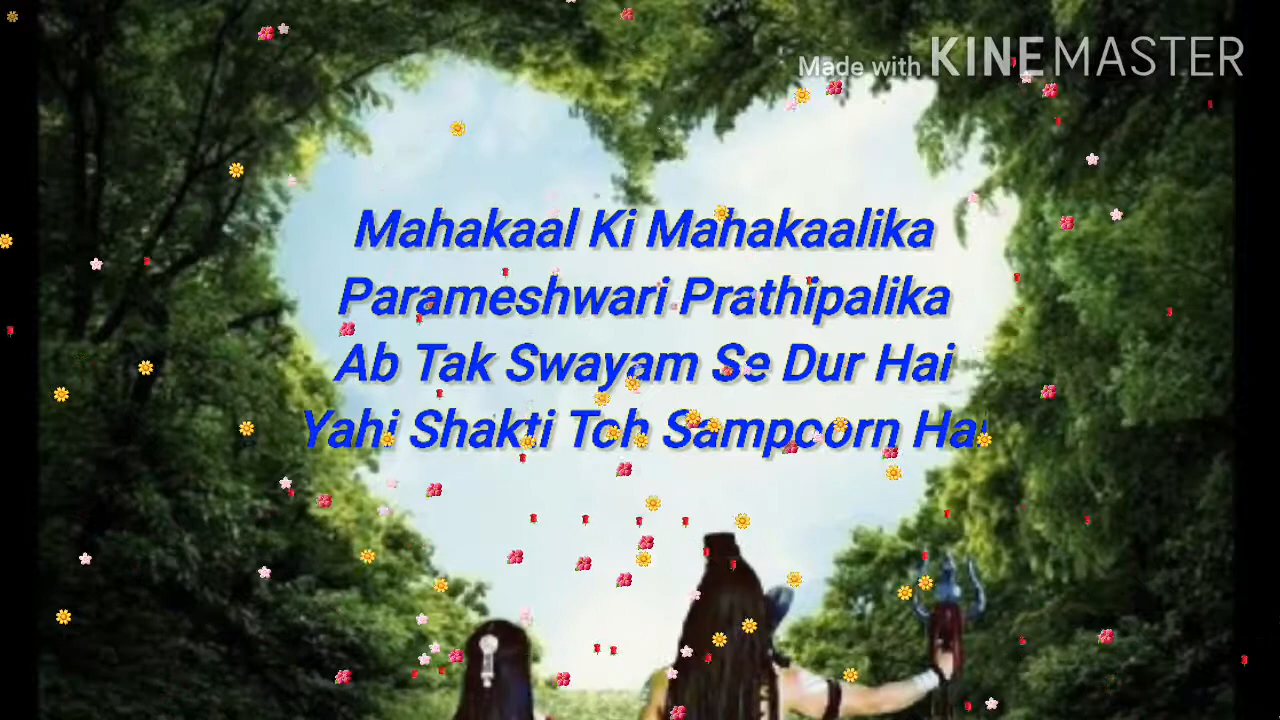 Made with KINEMASTER
Mahakaal Ki Mahakaalika
Parameshwari Prathipalika
Ab Tak Swayam Se Dur Hai
Yahi Shakti Toh Sampoorn Hai